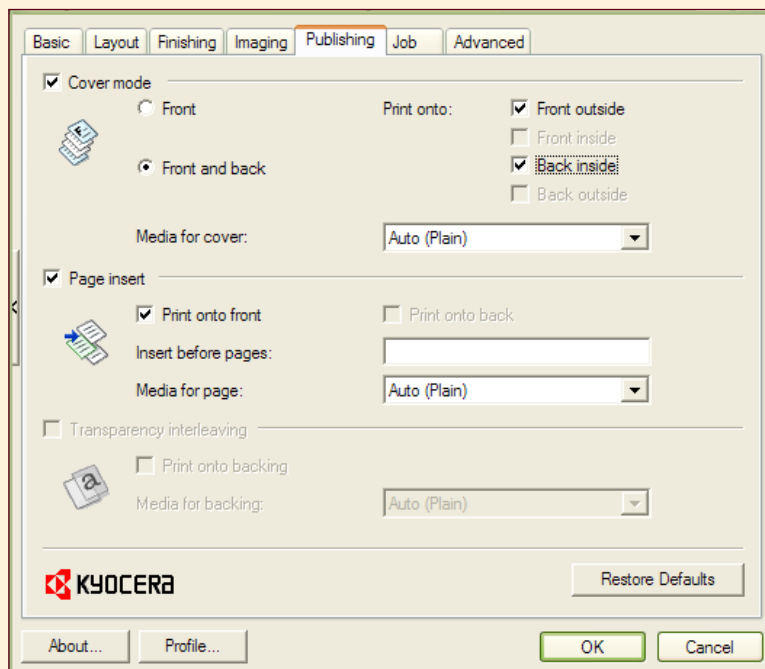 Basic Layout Finishing Imaging Publishing Job Advanced
Cover mode
Front Print onto: Front outside
Front inside
Front and back Back inside
Back outside
Media for cover: Auto (Plain)
Page insert
Print onto front Print onto back
Insert before pages:
Media for page: Auto (Plain)
Transparency interleaving
Print onto backing
Media for backing: Auto (Plain)
KYOCERA Restore Defaults
About... Profile... OK Cancel